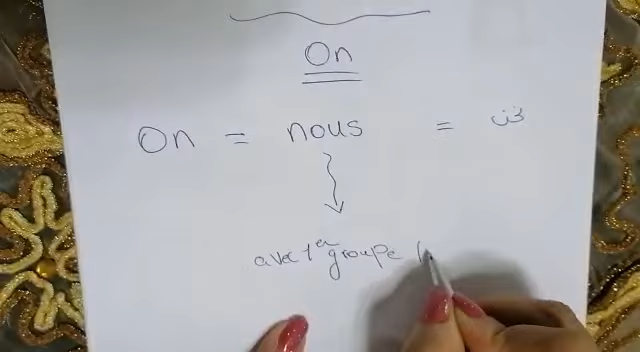 On
On = nous = نحن
avec 1er groupe (